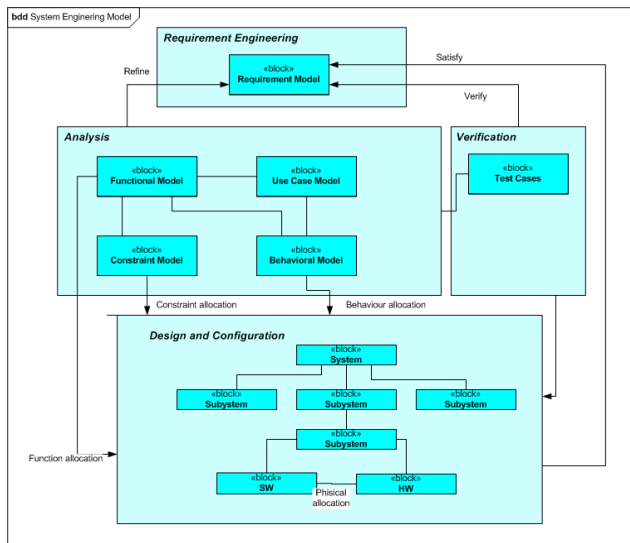 bdd System Enginering Model
Requirement Engineering
Satisfy
«block»
Requirement Model
Refine
Verify
Analysis
Verification
«block»
Functional Model
«block»
Use Case Model
«block»
Test Cases
«block»
Constraint Model
«block»
Behavioral Model
Constraint allocation
Behaviour allocation
Design and Configuration
«block»
System
«block»
Subystem
«block»
Subystem
«block»
Subystem
«block»
Subystem
Function allocation
«block»
SW
Phisical
allocation
«block»
HW